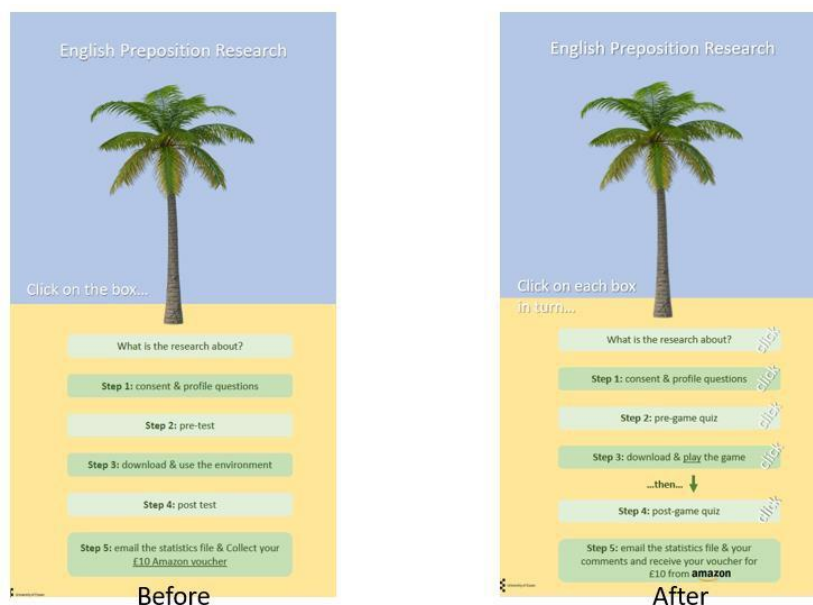 English Preposition Research
Click on the box...
What is the research about?
Step 1: consent & profile questions
Step 2: pre-test
Step 3: download & use the environment
Step 4: post test
Step 5: email the statistics file & Collect your
£10 Amazon voucher
Before
English Preposition Research
Click on each box
in turn...
What is the research about?
click
Step 1: consent & profile questions
click
Step 2: pre-game quiz
click
Step 3: download & play the game
click
...then...
Step 4: post-game quiz
click
Step 5: email the statistics file & your
comments and receive your voucher for
£10 from amazon
After